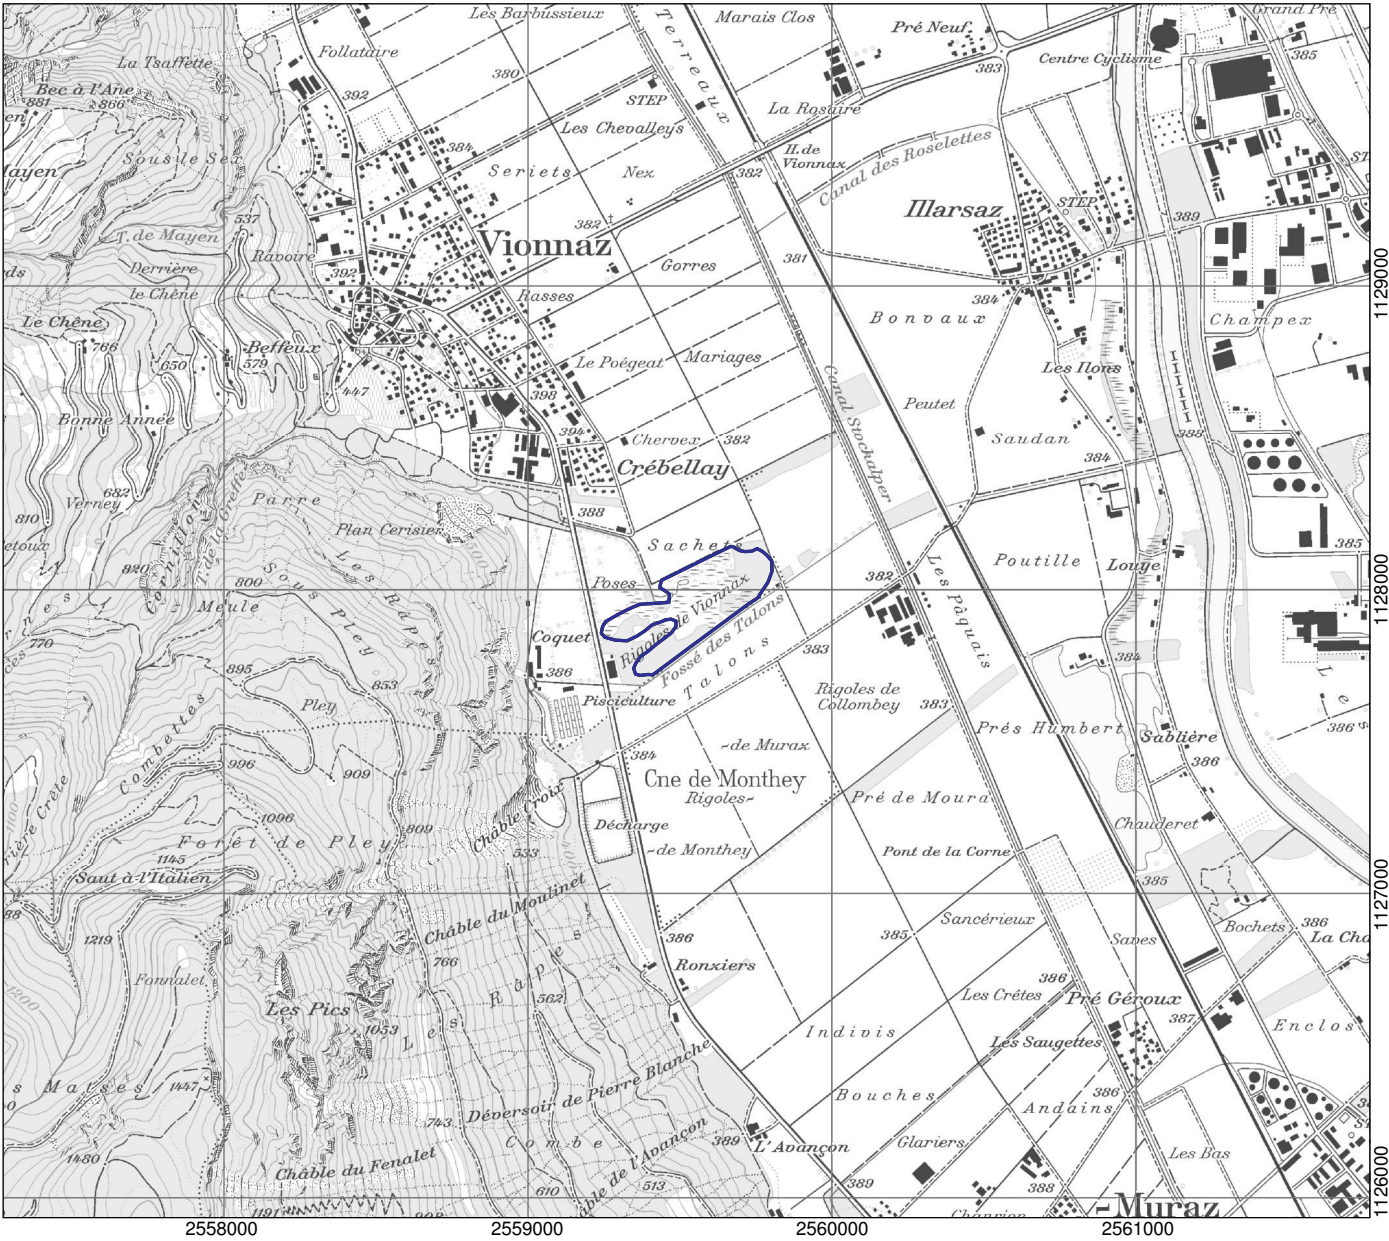 Les Barbussieux
Terreaux
Marais Clos
Pré Neuf
Grand Pré
Follataire
La Tsaffette
380
383
Centre Cyclisme
385
Bec à l'Ane
881
866
392
STEP
La Rosaire
Les Chevalleys
Sous le Sex
384
Seriets
Nex
H. de
Vionnaz
382
Canal des Roselettes
Illarsaz
STEP
389
537
T. de Mayen
382
Vionnaz
Ravoire
Derrière
le Chêne
392
Gorres
381
1129000
Rasses
384
Bonvaux
Champex
Le Chêne
766
Beffeux
650
579
447
Le Poégeat
Mariages
Les Ilons
398
Canal Stockalper
Peutet
Bonne Année
394
Chervex
382
Saudan
388
Crébellay
384
682
Verney
Parre
810
Plan Cerisier
388
Cornillon
T. de la Greffe
Les Râpes
Sachets
Poutille
Louye
385
820
800
Sous Pley
Meule
Poses
Rigoles de Vionnaz
382
Les Pâquais
1128000
770
Coquet
Fossé des Talons
Talons
383
384
895
853
386
Pley
Pisciculture
Rigoles de
Collombey
383
Prés Humbert
Sablière
386
386
Combettes
996
909
384
-de Muraz
Cne de Monthey
Rigoles-
Pré de Moura
1096
809
Châble Croix
Décharge
-de Monthey
Chauderet
Forêt de Pley
533
Pont de la Corne
1145
Saut à l'Italien
385
1127000
Châble du Moulinet
1219
386
Sancérieux
385
Saves
Bochets
386
766
Ronziers
Fonnalet
562
Les Râpes
Les Crêtes
386
Pré Géroux
Les Pics
1053
Indivis
Les Saugettes
387
Enclos
1447
Déversoir de Pierre Blanche
Bouches
386
Andains
743
Combe
389
L'Avançon
Glariers
Les Bas
1480
Châble du Fenalet
610
513
389
388
1126000
-Muraz
2558000
2559000
2560000
2561000